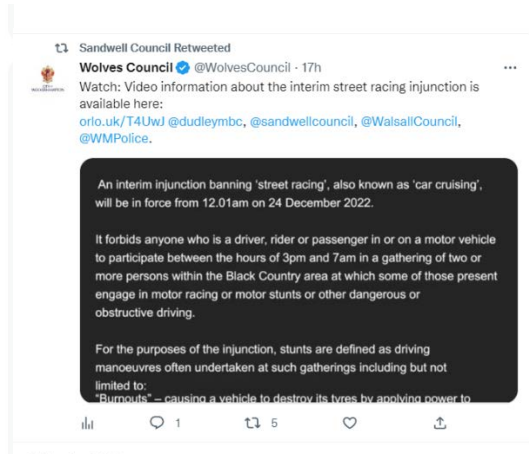 Sandwell Council Retweeted
Wolves Council @WolvesCouncil · 17h
Watch: Video information about the interim street racing injunction is
available here:
orlo.uk/T4UwJ @dudleymbc, @sandwellcouncil, @WalsallCouncil,
@WMPolice.
An interim injunction banning 'street racing', also known as 'car cruising',
will be in force from 12.01am on 24 December 2022.
It forbids anyone who is a driver, rider or passenger in or on a motor vehicle
to participate between the hours of 3pm and 7am in a gathering of two or
more persons within the Black Country area at which some of those present
engage in motor racing or motor stunts or other dangerous or
obstructive driving.
For the purposes of the injunction, stunts are defined as driving
manoeuvres often undertaken at such gatherings including but not
limited to:
"Burnouts" – causing a vehicle to destroy its tyres by applying power to
1 5